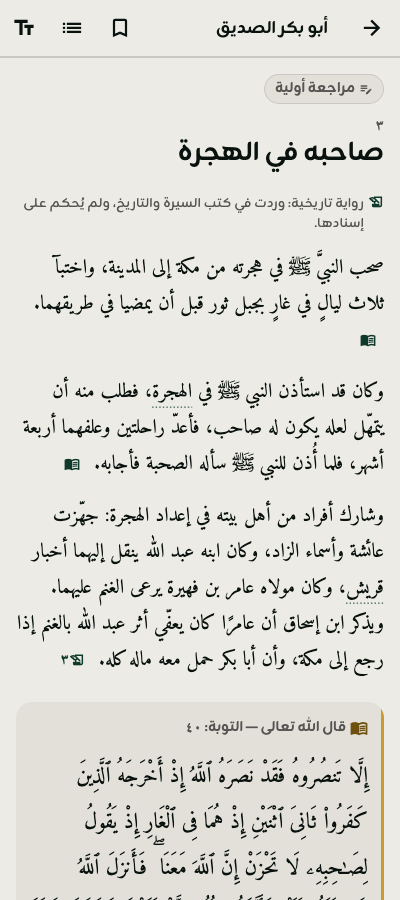 أبو بكر الصديق
مراجعة أولية
٣
صاحبه في الهجرة
رواية تاريخية: وردت في كتب السيرة والتاريخ، ولم يُحكم على
إسنادها.
صحب النبيَّ ﷺ في هجرته من مكة إلى المدينة، واختبآ
ثلاث ليالٍ في غارٍ بجبل ثور قبل أن يمضيا في طريقهما.
وكان قد استأذن النبي ﷺ في الهجرة، فطلب منه أن
يتمهّل لعله يكون له صاحب، فأعدّ راحلتين وعلفهما أربعة
أشهر، فلما أُذن للنبي ﷺ سأله الصحبة فأجابه.
وشارك أفراد من أهل بيته في إعداد الهجرة: جهّزت
عائشة وأسماء الزاد، وكان ابنه عبد الله ينقل إليهما أخبار
قريش، وكان مولاه عامر بن فهيرة يرعى الغنم عليهما.
ويذكر ابن إسحاق أن عامرًا كان يعفّي أثر عبد الله بالغنم إذا
رجع إلى مكة، وأن أبا بكر حمل معه ماله كله. ٣
قال الله تعالى — التوبة: ٤٠
إِلَّا تَنصُرُوهُ فَقَدْ نَصَرَهُ ٱللَّهُ إِذْ أَخْرَجَهُ ٱلَّذِينَ
كَفَرُوا۟ ثَانِىَ ٱثْنَيْنِ إِذْ هُمَا فِى ٱلْغَارِ إِذْ يَقُولُ
لِصَـٰحِبِهِۦ لَا تَحْزَنْ إِنَّ ٱللَّهَ مَعَنَا ۖ فَأَنزَلَ ٱللَّهُ